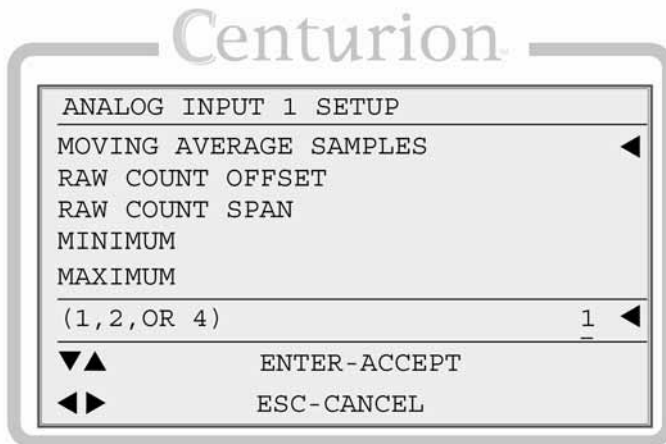 Centurion™
ANALOG INPUT 1 SETUP
MOVING AVERAGE SAMPLES ◀
RAW COUNT OFFSET
RAW COUNT SPAN
MINIMUM
MAXIMUM
(1,2,OR 4) 1 ◀
▼▲ ENTER-ACCEPT
◀▶ ESC-CANCEL